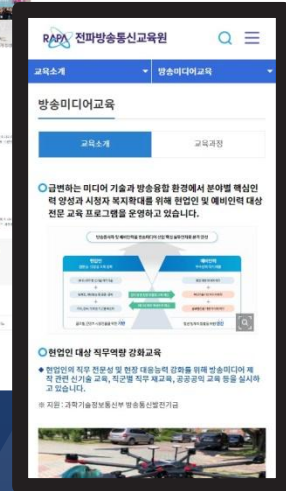 RAPA 전파방송통신교육원
교육소개
방송미디어교육
방송미디어교육
교육소개
교육과정
급변하는 미디어 기술과 방송융합 환경에서 분야별 핵심인
력 양성과 시청자 복지확대를 위해 현업인 및 예비인력 대상
전문 교육 프로그램을 운영하고 있습니다.
현업인
예비인력
현업인 대상 직무역량 강화교육
현업인의 직무 전문성 및 현장 대응능력 강화를 위해 방송미디어 제
작 관련 신기술 교육, 직군별 직무 재교육, 공공공익 교육 등을 실시하
고 있습니다.
※ 지원 : 과학기술정보통신부 방송통신발전기금